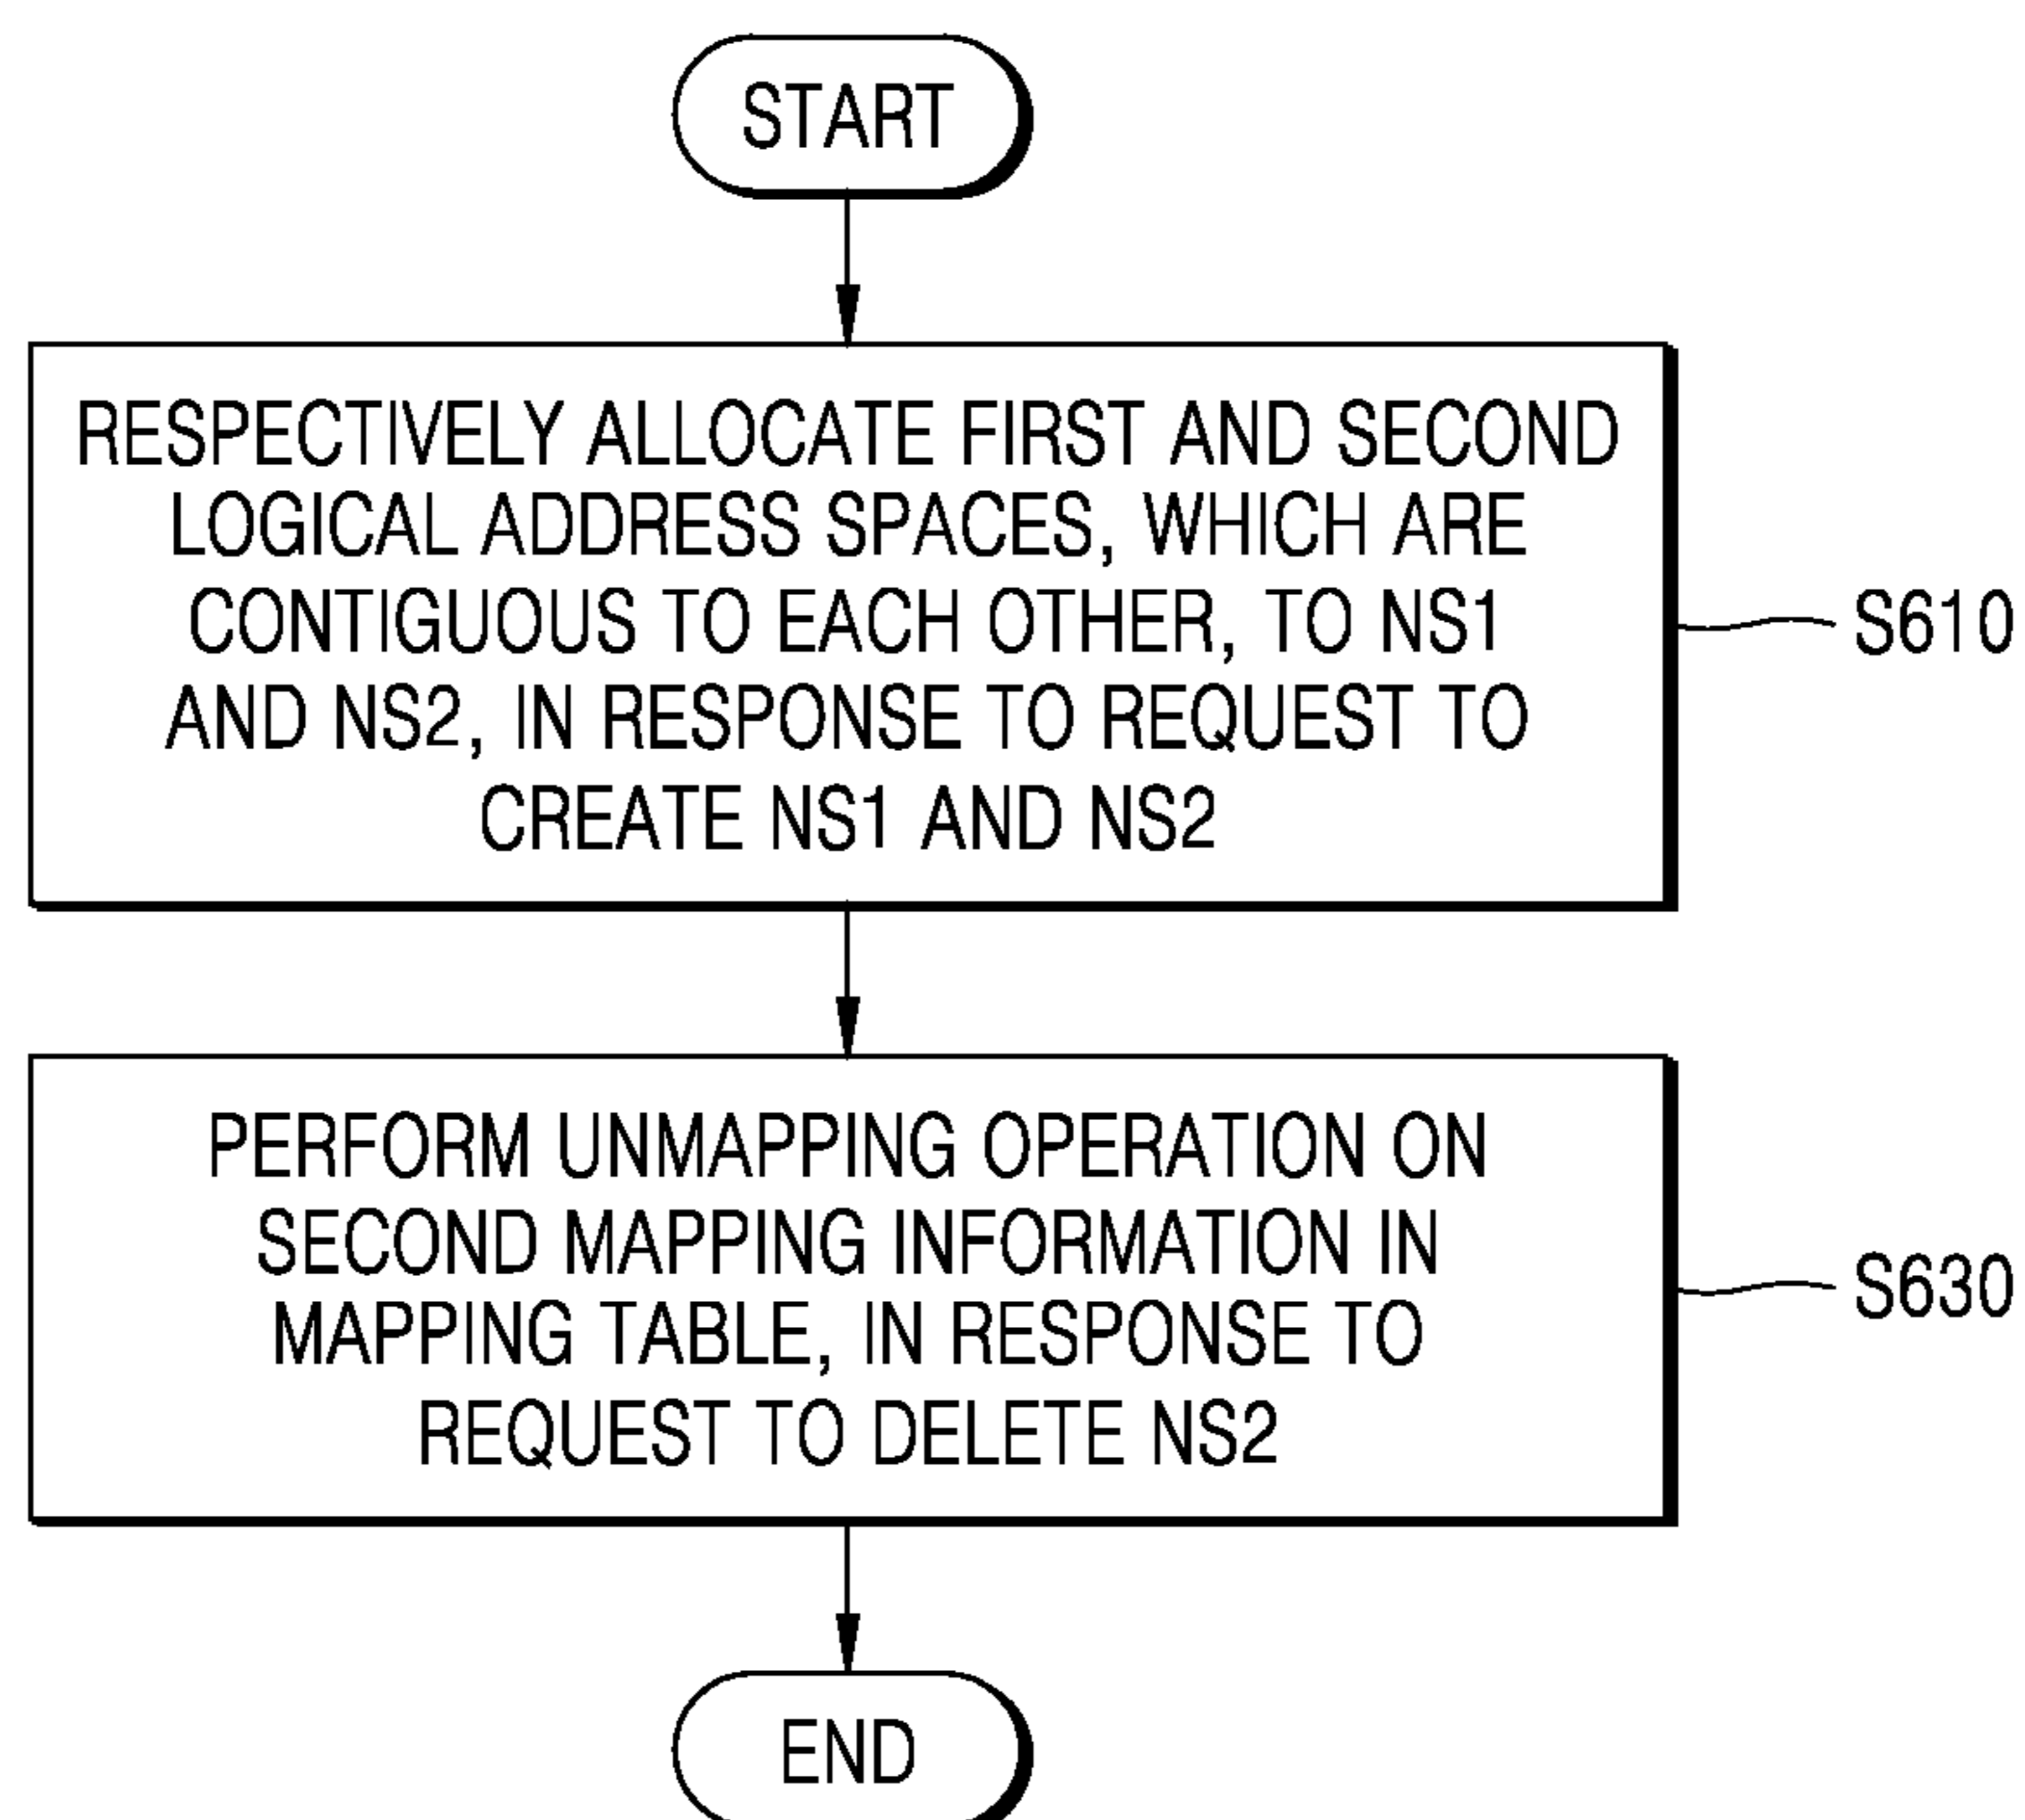 START
RESPECTIVELY ALLOCATE FIRST AND SECOND
LOGICAL ADDRESS SPACES, WHICH ARE
CONTIGUOUS TO EACH OTHER, TO NS1
AND NS2, IN RESPONSE TO REQUEST TO
CREATE NS1 AND NS2
S610
PERFORM UNMAPPING OPERATION ON
SECOND MAPPING INFORMATION IN
MAPPING TABLE, IN RESPONSE TO
REQUEST TO DELETE NS2
S630
END